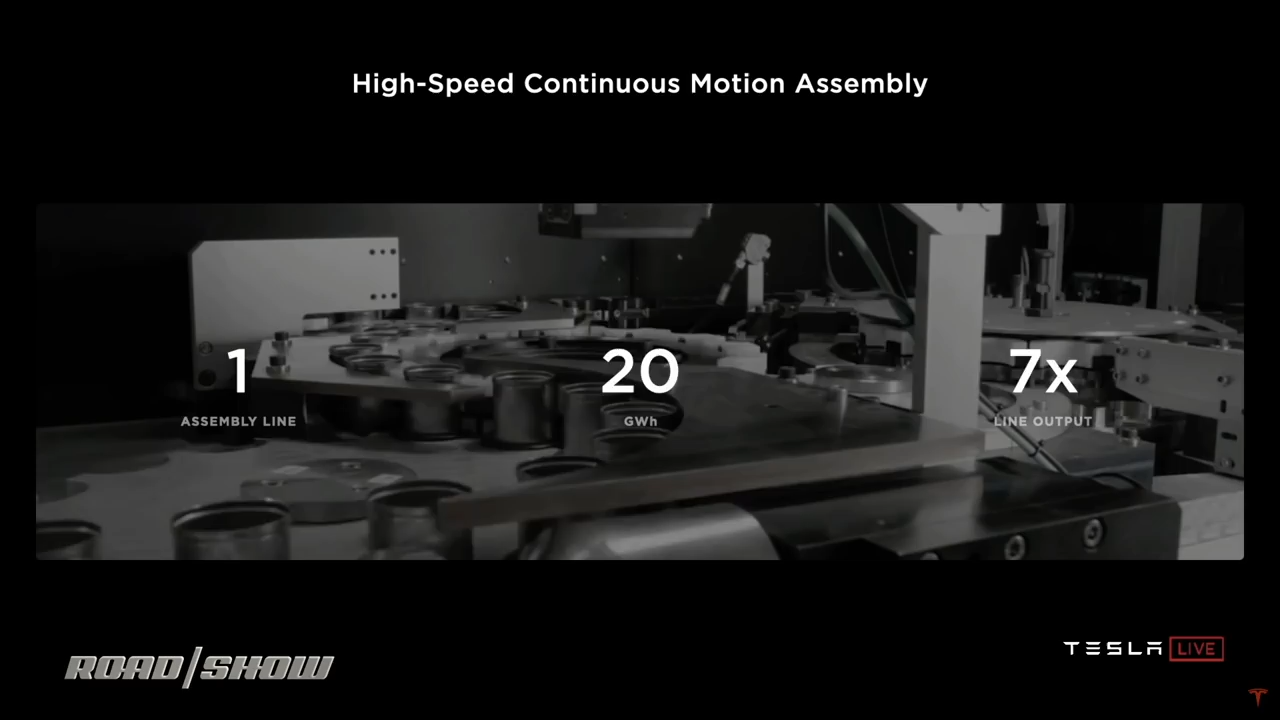 High-Speed Continuous Motion Assembly
1
ASSEMBLY LINE
20
GWh
7x
LINE OUTPUT
ROAD/SHOW
TESLA LIVE